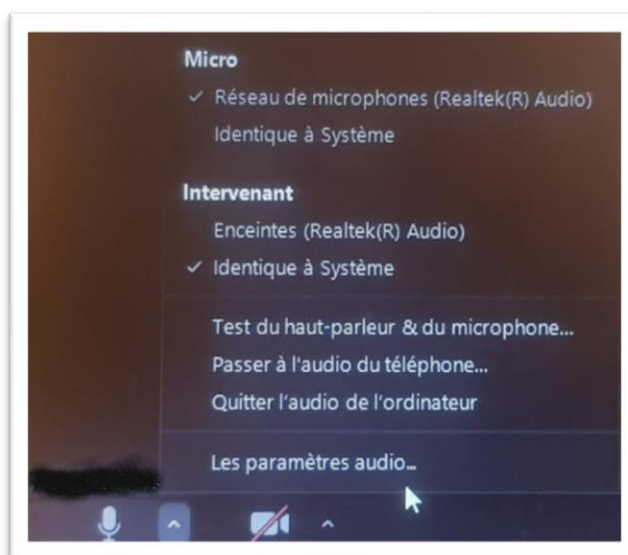 Micro
Réseau de microphones (Realtek(R) Audio)
Identique à Système
Intervenant
Enceintes (Realtek(R) Audio)
Identique à Système
Test du haut-parleur & du microphone...
Passer à l'audio du téléphone...
Quitter l'audio de l'ordinateur
Les paramètres audio...